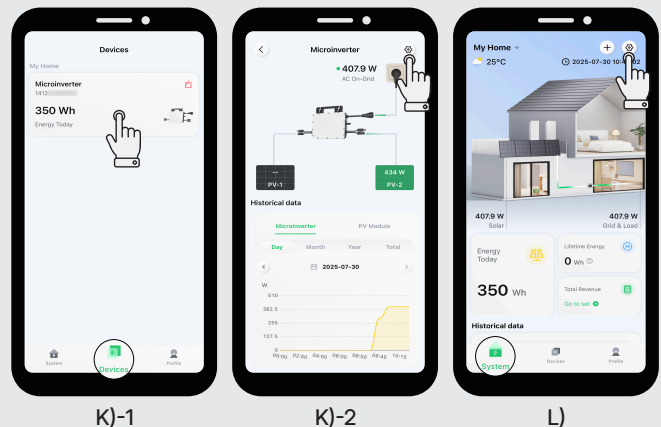 Devices
My Home
Microinverter
1412
350 Wh
Energy Today
System
Devices
Profile
K)-1
Microinverter
407.9 W
AC On-Grid
--
PV-1
434 W
PV-2
Historical data
Microinverter
PV Module
Day
Month
Year
Total
2025-07-30
W
510
382.5
255
127.5
0
00:00 02:00 04:00 06:00 08:00 09:45 10:15
K)-2
My Home
25°C
2025-07-30 10:
02
407.9 W
Solar
407.9 W
Grid & Load
Energy
Today
350 Wh
Lifetime Energy
0 Wh
Total Revenue
Go to set
Historical data
System
Devices
Profile
L)